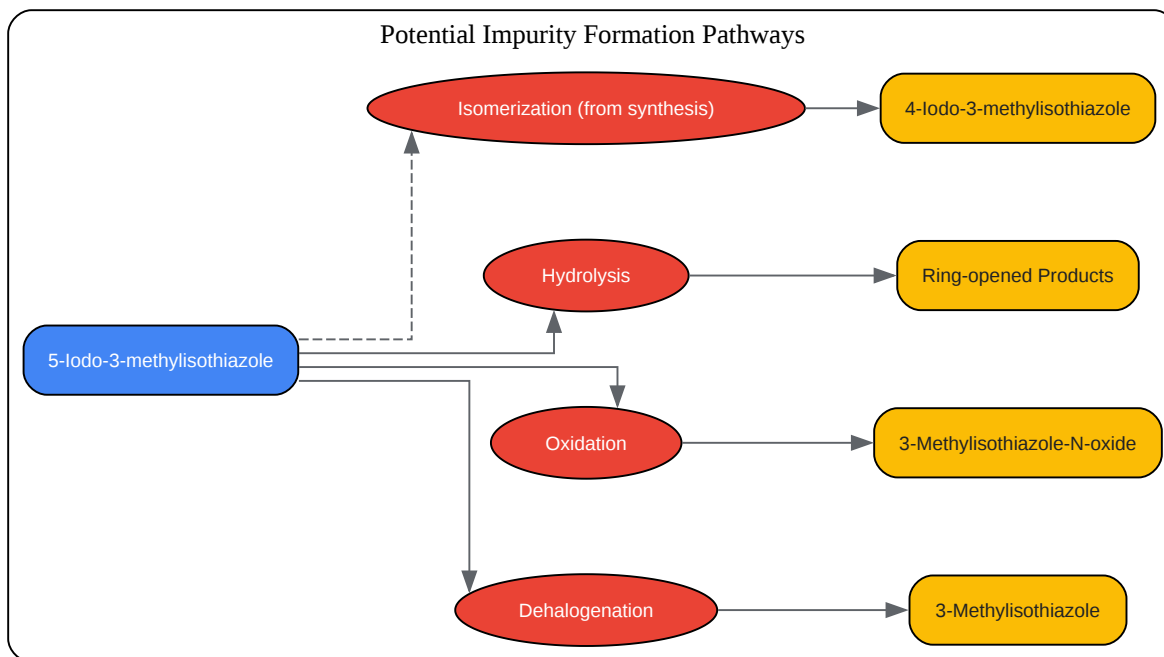 Potential Impurity Formation Pathways
Isomerization (from synthesis)
4-Iodo-3-methylisothiazole
Hydrolysis
Ring-opened Products
5-Iodo-3-methylisothiazole
Oxidation
3-Methylisothiazole-N-oxide
Dehalogenation
3-Methylisothiazole